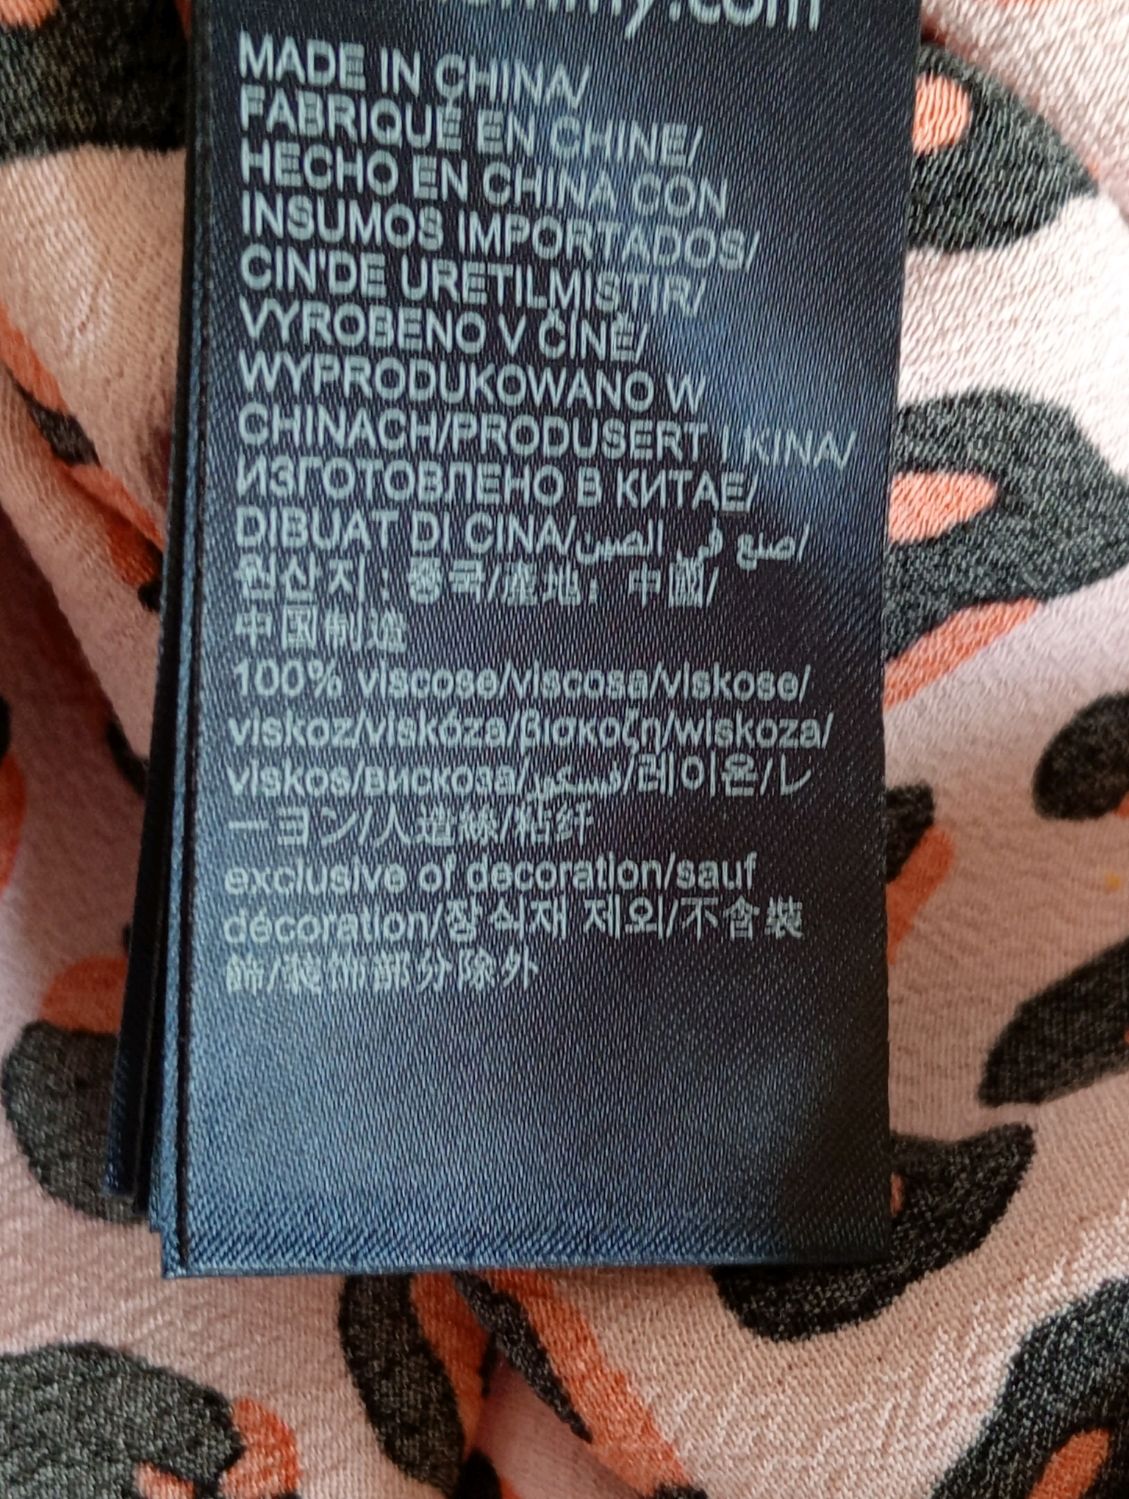 mmy.com
MADE IN CHINA/
FABRIQUÉ EN CHINE/
HECHO EN CHINA CON
INSUMOS IMPORTADOS/
CIN'DE URETILMISTIR/
VYROBENO V ČÍNĚ/
WYPRODUKOWANO W
CHINACH/PRODUSERT I KINA/
ИЗГОТОВЛЕНО В КИТАЕ/
DIBUAT DI CINA/صنع في الصين/
원산지 : 중국/產地：中國/
中国制造
100% viscose/viscosa/viskose/
viskoz/viskóza/βισκοζη/wiskoza/
viskos/вискоза/فسكوز/레이온/レ
ーヨン/人造絲/粘纤
exclusive of decoration/sauf
décoration/장식재 제외/不含裝
飾/装饰部分除外